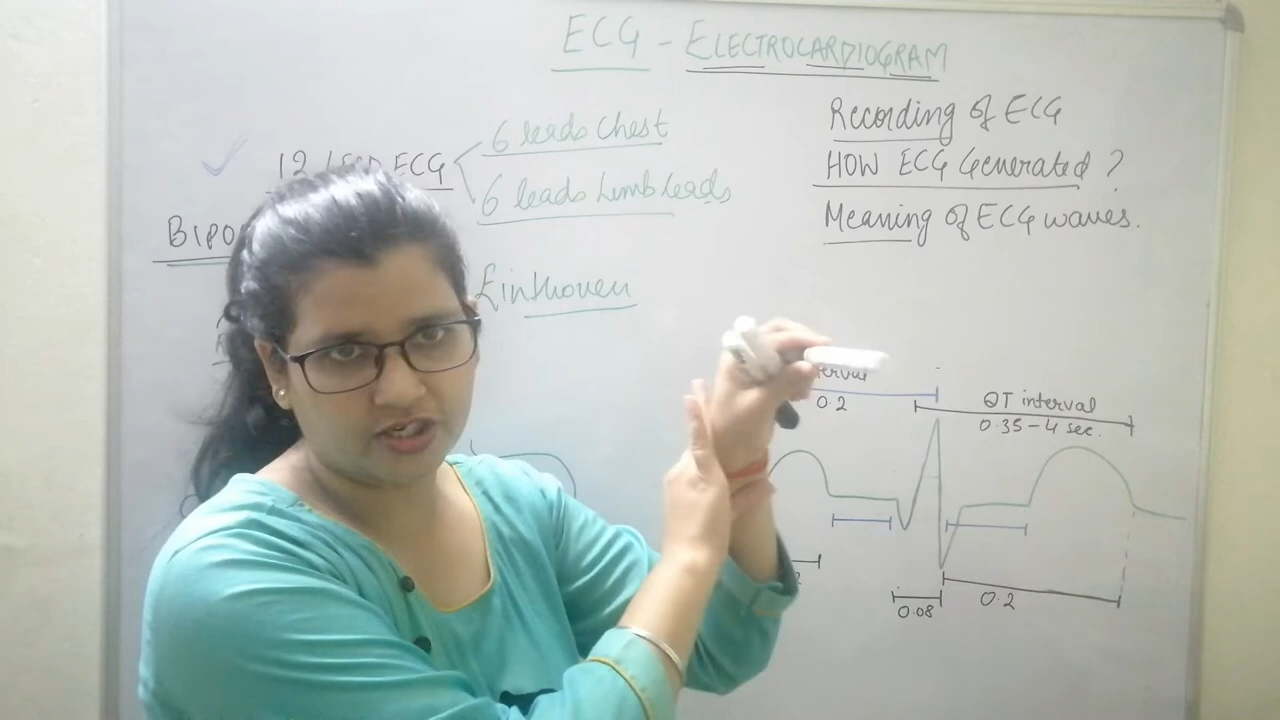 ECG - ELECTROCARDIOGRAM
6 leads Chest
12 LEAD ECG
6 leads Limb leads
Einthoven
Recording of ECG
HOW ECG Generated ?
Meaning of ECG waves.
0.2
QT interval
0.35-4 sec.
0.08
0.2